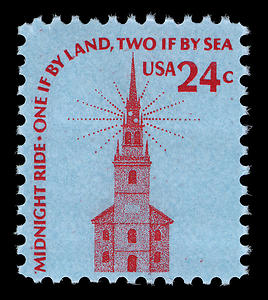 MIDNIGHT RIDE · ONE IF BY LAND, TWO IF BY SEA
USA 24c